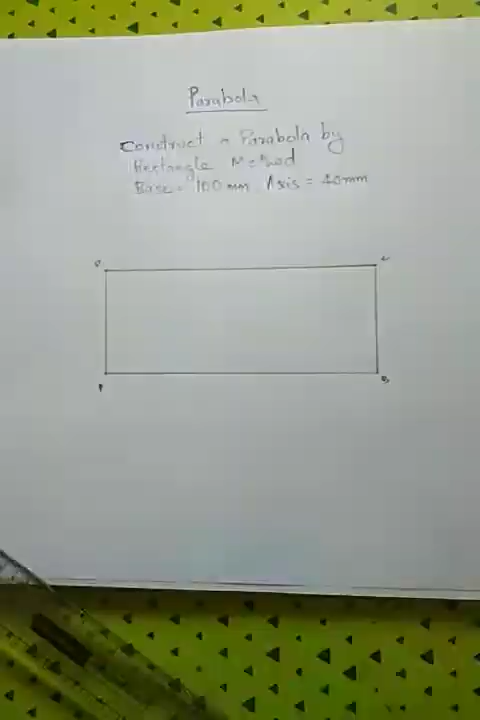 Parabola
Construct a Parabola by
Rectangle Method
Base = 100 mm Axis = 40 mm
B